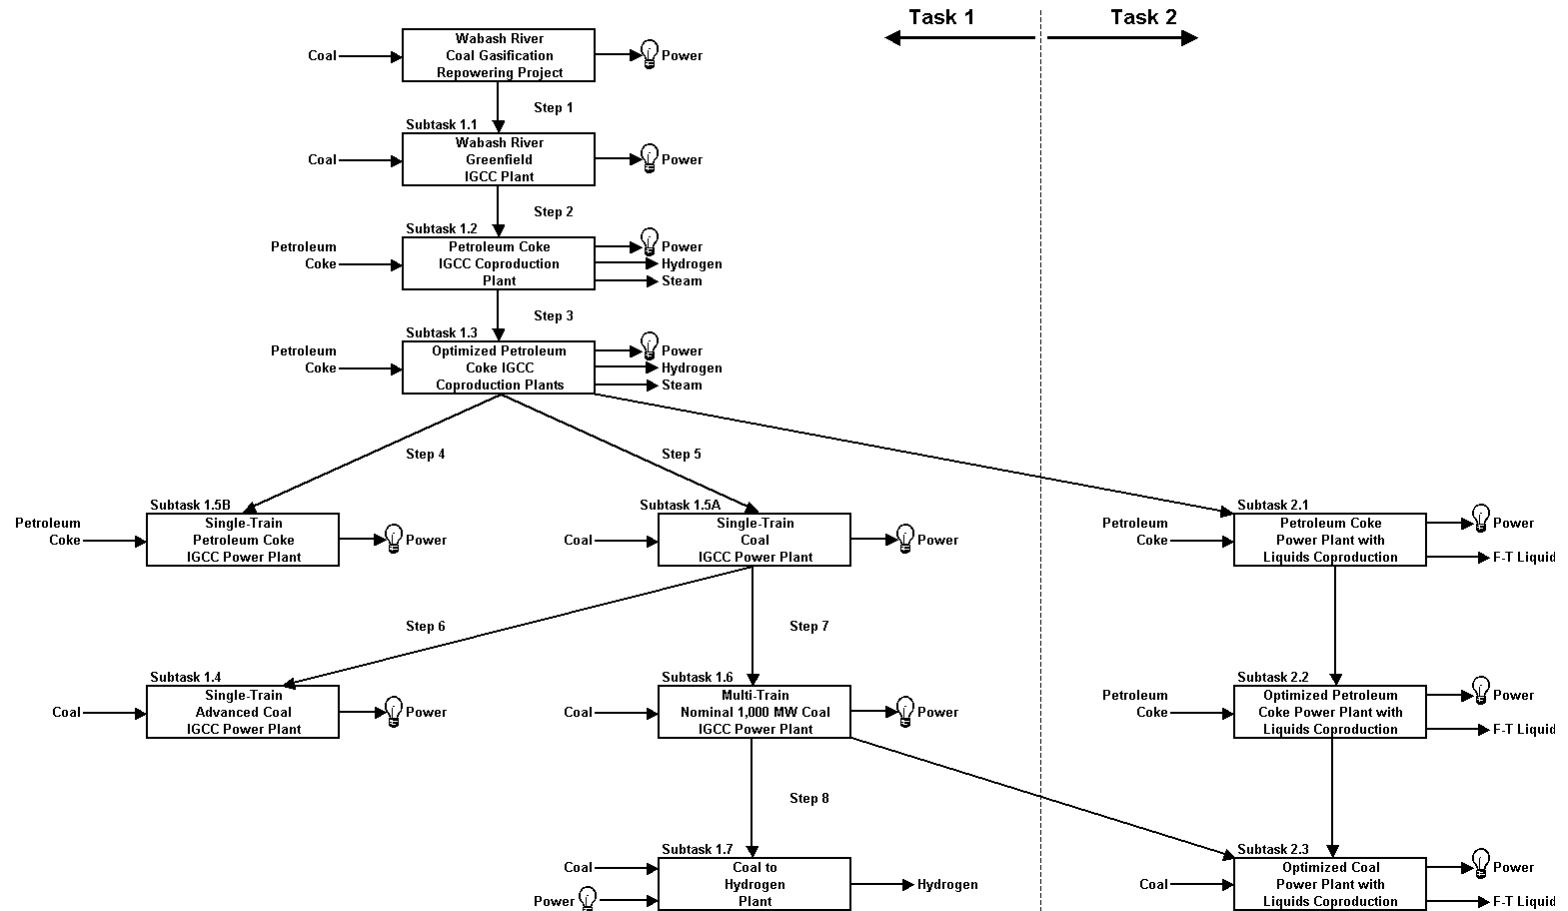 Task 1
Task 2
Wabash River
Coal Gasification
Repowering Project
Coal
Power
Step 1
Subtask 1.1
Wabash River
Greenfield
IGCC Plant
Coal
Power
Step 2
Subtask 1.2
Petroleum
Coke
Petroleum Coke
IGCC Coproduction
Plant
Power
Hydrogen
Steam
Step 3
Subtask 1.3
Petroleum
Coke
Optimized Petroleum
Coke IGCC
Coproduction Plants
Power
Hydrogen
Steam
Step 4
Step 5
Subtask 1.5B
Petroleum
Coke
Single-Train
Petroleum Coke
IGCC Power Plant
Power
Subtask 1.5A
Coal
Single-Train
Coal
IGCC Power Plant
Power
Subtask 2.1
Petroleum
Coke
Petroleum Coke
Power Plant with
Liquids Coproduction
Power
F-T Liquid
Step 6
Step 7
Subtask 1.4
Coal
Single-Train
Advanced Coal
IGCC Power Plant
Power
Subtask 1.6
Coal
Multi-Train
Nominal 1,000 MW Coal
IGCC Power Plant
Power
Subtask 2.2
Petroleum
Coke
Optimized Petroleum
Coke Power Plant with
Liquids Coproduction
Power
F-T Liquid
Step 8
Subtask 1.7
Coal
Power
Coal to
Hydrogen
Plant
Hydrogen
Subtask 2.3
Coal
Optimized Coal
Power Plant with
Liquids Coproduction
Power
F-T Liquid